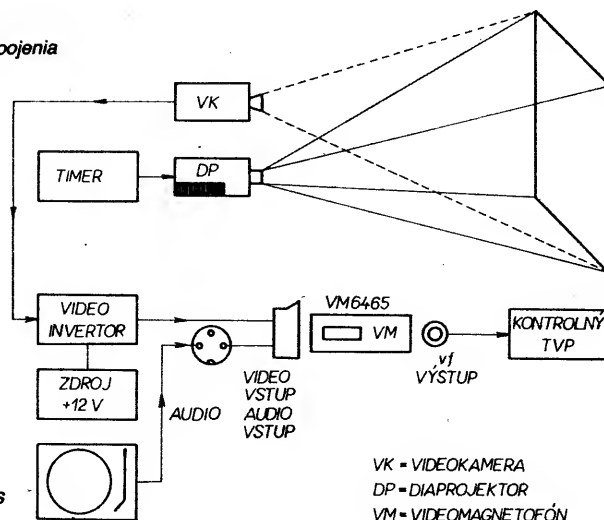 pojenia
VK
TIMER
DP
VIDEO
INVERTOR
ZDROJ
+12 V
AUDIO
VIDEO
VSTUP
AUDIO
VSTUP
VM6465
VM
vf
VÝSTUP
KONTROLNÝ
TVP
VK = VIDEOKAMERA
DP = DIAPROJEKTOR
VM = VIDEOMAGNETOFÓN
s